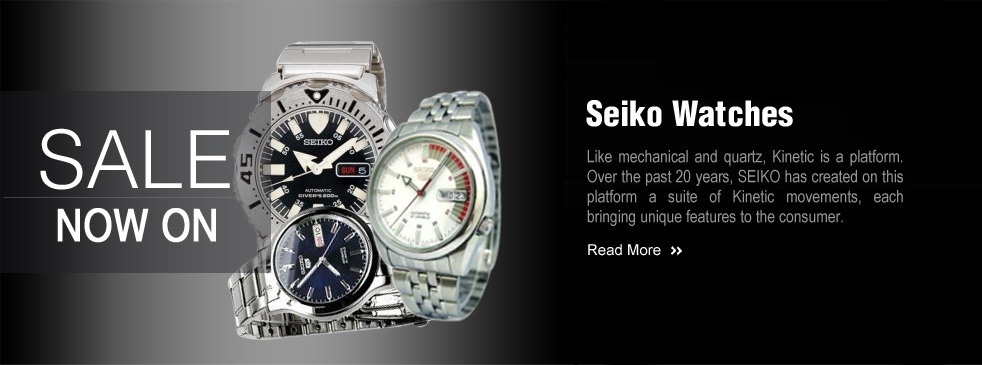 SALE
NOW ON
55
05
45
SEIKO
SUN 5
AUTOMATIC
DIVER'S 200m
Seiko Watches
Like mechanical and quartz, Kinetic is a platform.
Over the past 20 years, SEIKO has created on this
platform a suite of Kinetic movements, each
bringing unique features to the consumer.
Read More »